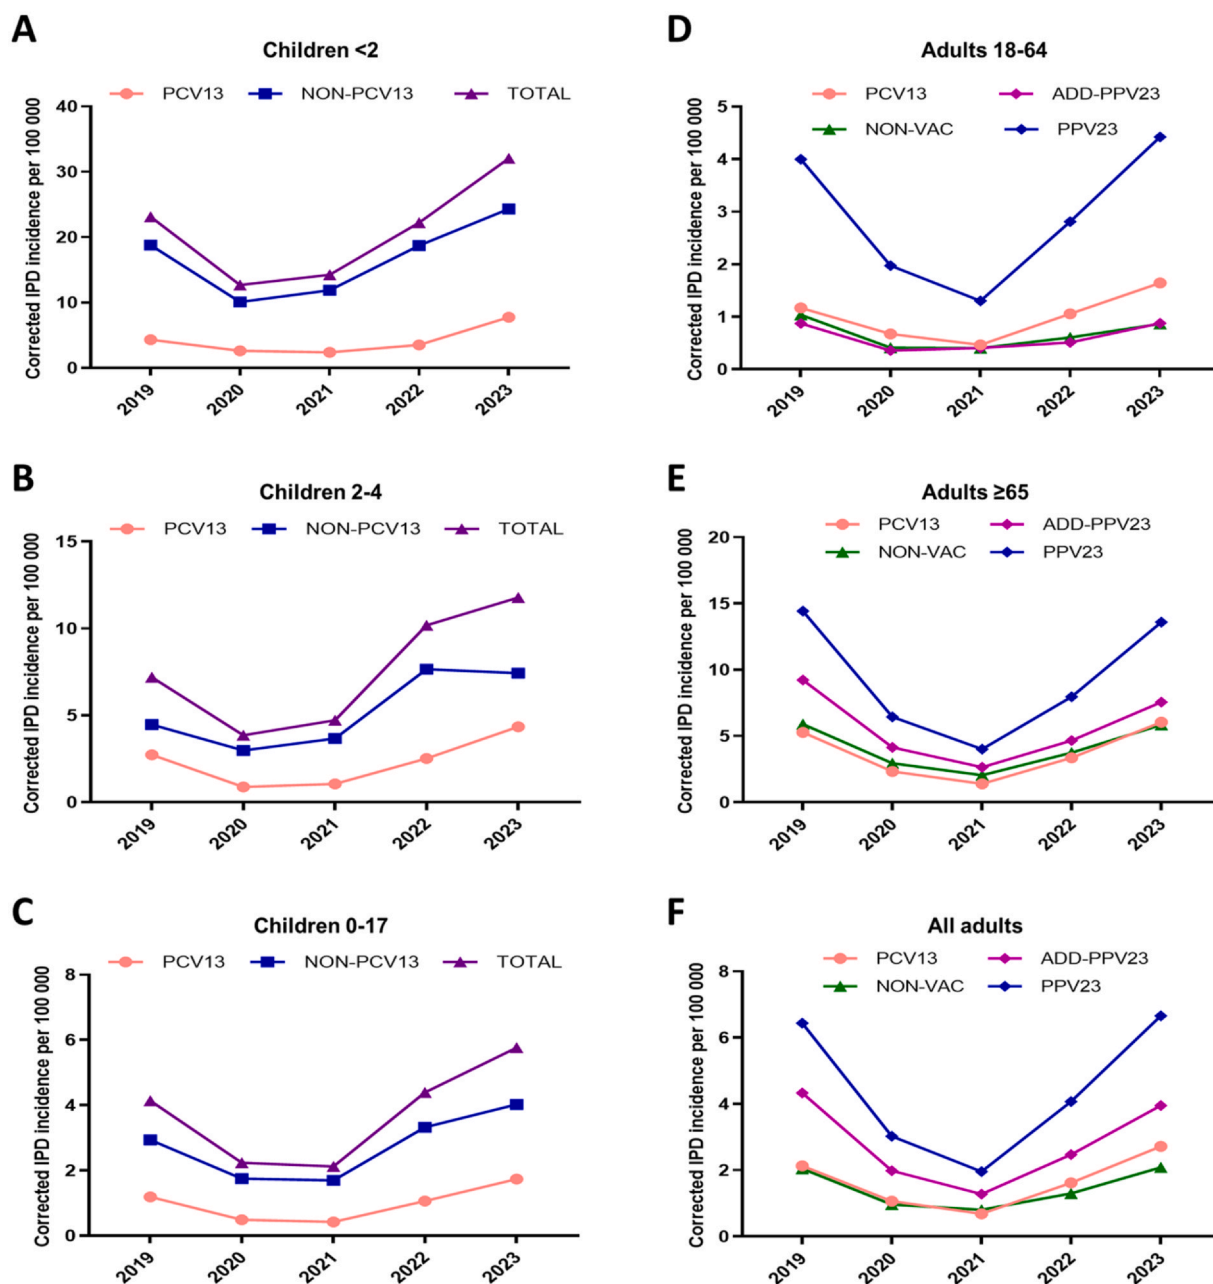 A
Children <2
PCV13 NON-PCV13 TOTAL
Corrected IPD incidence per 100 000
40
30
20
10
0
2019 2020 2021 2022 2023
B
Children 2-4
PCV13 NON-PCV13 TOTAL
Corrected IPD incidence per 100 000
15
10
5
0
2019 2020 2021 2022 2023
C
Children 0-17
PCV13 NON-PCV13 TOTAL
Corrected IPD incidence per 100 000
8
6
4
2
0
2019 2020 2021 2022 2023
D
Adults 18-64
PCV13 ADD-PPV23
NON-VAC PPV23
Corrected IPD incidence per 100 000
5
4
3
2
1
0
2019 2020 2021 2022 2023
E
Adults ≥65
PCV13 ADD-PPV23
NON-VAC PPV23
Corrected IPD incidence per 100 000
20
15
10
5
0
2019 2020 2021 2022 2023
F
All adults
PCV13 ADD-PPV23
NON-VAC PPV23
Corrected IPD incidence per 100 000
8
6
4
2
0
2019 2020 2021 2022 2023